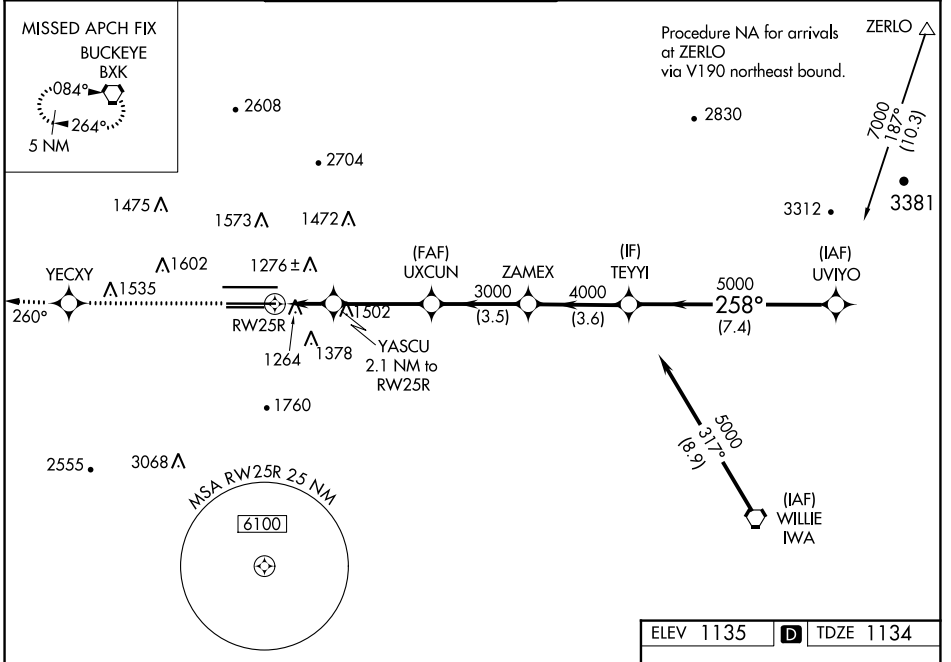 MISSED APCH FIX
BUCKEYE
BXK
084°
264°
5 NM
Procedure NA for arrivals
at ZERLO
via V190 northeast bound.
ZERLO
7000
187°
(10.3)
2608
2830
2704
3381
3312
1475
1573
1472
1602
1276±
1535
YECXY
260°
RW25R
1264
1378
1502
YASCU
2.1 NM to
RW25R
(FAF)
UXCUN
3000
(3.5)
ZAMEX
4000
(3.6)
(IF)
TEYYI
5000
258°
(7.4)
(IAF)
UVIYO
1760
2555
3068
5000
317°
(8.9)
(IAF)
WILLIE
IWA
MSA RW25R 25 NM
6100
ELEV 1135 D TDZE 1134